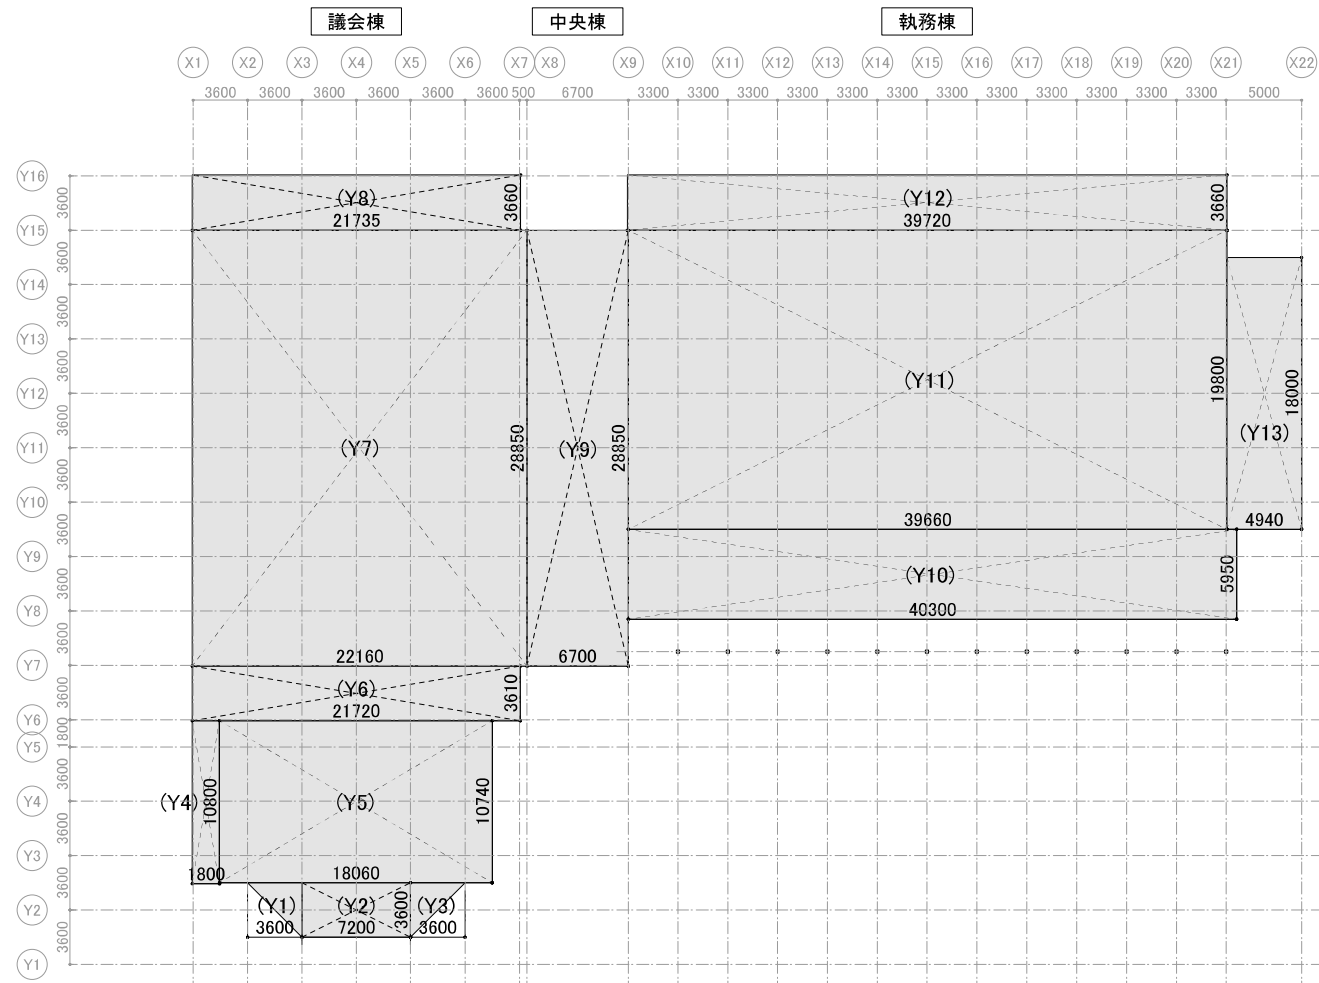 議会棟 中央棟 執務棟
X1 X2 X3 X4 X5 X6 X7 X8 X9 X10 X11 X12 X13 X14 X15 X16 X17 X18 X19 X20 X21 X22
3600 3600 3600 3600 3600 3600 500 6700 3300 3300 3300 3300 3300 3300 3300 3300 3300 3300 3300 3300 5000
Y16
3600
(Y8) 3660 (Y12) 3660
21735 39720
Y15
3600
Y14
3600
Y13
3600
19800 18000
Y12
(Y11)
3600
(Y13)
Y11
(Y7) 28850 (Y9) 28850
3600
Y10
39660 4940
3600
Y9
(Y10) 5950
3600
Y8
40300
3600
22160 6700
Y7
(Y6) 3610
3600
21720
Y6
1800
Y5
3600
(Y4) 10800 (Y5) 10740
Y4
3600
Y3
1800 18060
3600
(Y1) (Y2) 3600 (Y3)
Y2
3600 7200 3600
3600
Y1